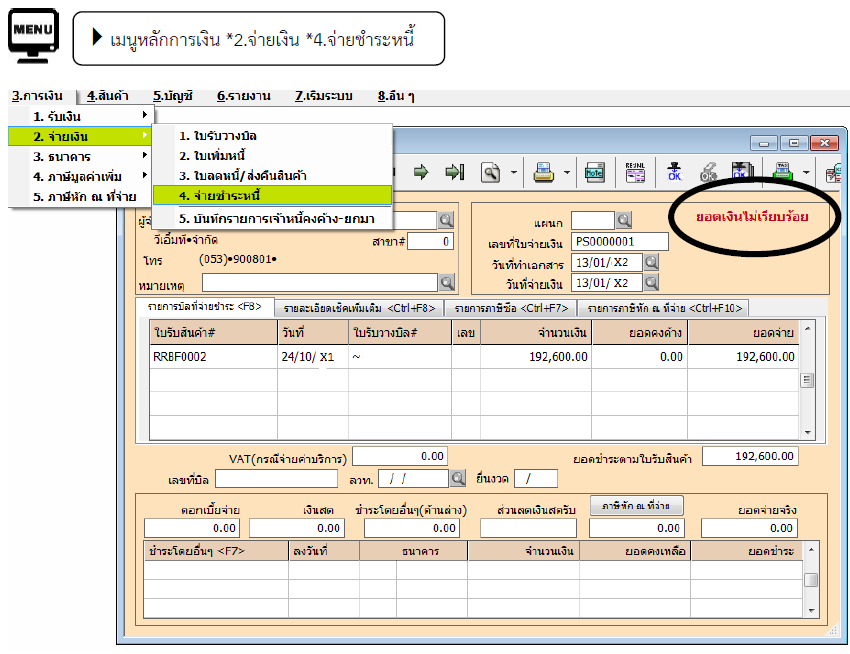 MENU
เมนูหลักการเงิน *2.จ่ายเงิน *4.จ่ายชำระหนี้
3.การเงิน 4.สินค้า 5.บัญชี 6.รายงาน 7.เริ่มระบบ 8.อื่น ๆ
1. รับเงิน
2. จ่ายเงิน
3. ธนาคาร
4. ภาษีมูลค่าเพิ่ม
5. ภาษีหัก ณ ที่จ่าย
1. ใบรับวางบิล
2. ใบเพิ่มหนี้
3. ใบลดหนี้/ส่งคืนสินค้า
4. จ่ายชำระหนี้
5. บันทึกรายการเจ้าหนี้คงค้าง-ยกมา
ยอดเงินไม่เรียบร้อย
วีเอ็มท์•จำกัด สาขา# 0
โทร (053)•900801•
หมายเหตุ
แผนก
เลขที่ใบจ่ายเงิน PS0000001
วันที่ทำเอกสาร 13/01/ X2
วันที่จ่ายเงิน 13/01/ X2
รายการบิลที่จ่ายชำระ <F8> รายละเอียดเช็คเพิ่มเติม <Ctrl+F8> รายการภาษีซื้อ <Ctrl+F7> รายการภาษีหัก ณ ที่จ่าย <Ctrl+F10>
ใบรับสินค้า# วันที่ ใบรับวางบิล# เลข จำนวนเงิน ยอดคงค้าง ยอดจ่าย
RRBF0002 24/10/ X1 ~ 192,600.00 0.00 192,600.00
VAT(กรณีจ่ายค่าบริการ) 0.00 ยอดชำระตามใบรับสินค้า 192,600.00
เลขที่บิล ลวท. / / ยื่นงวด /
ดอกเบี้ยจ่าย เงินสด ชำระโดยอื่นๆ(ด้านล่าง) ส่วนลดเงินสดรับ ภาษีหัก ณ ที่จ่าย ยอดจ่ายจริง
0.00 0.00 0.00 0.00 0.00 0.00
ชำระโดยอื่นๆ <F7> ลงวันที่ ธนาคาร จำนวนเงิน ยอดคงเหลือ ยอดชำระ